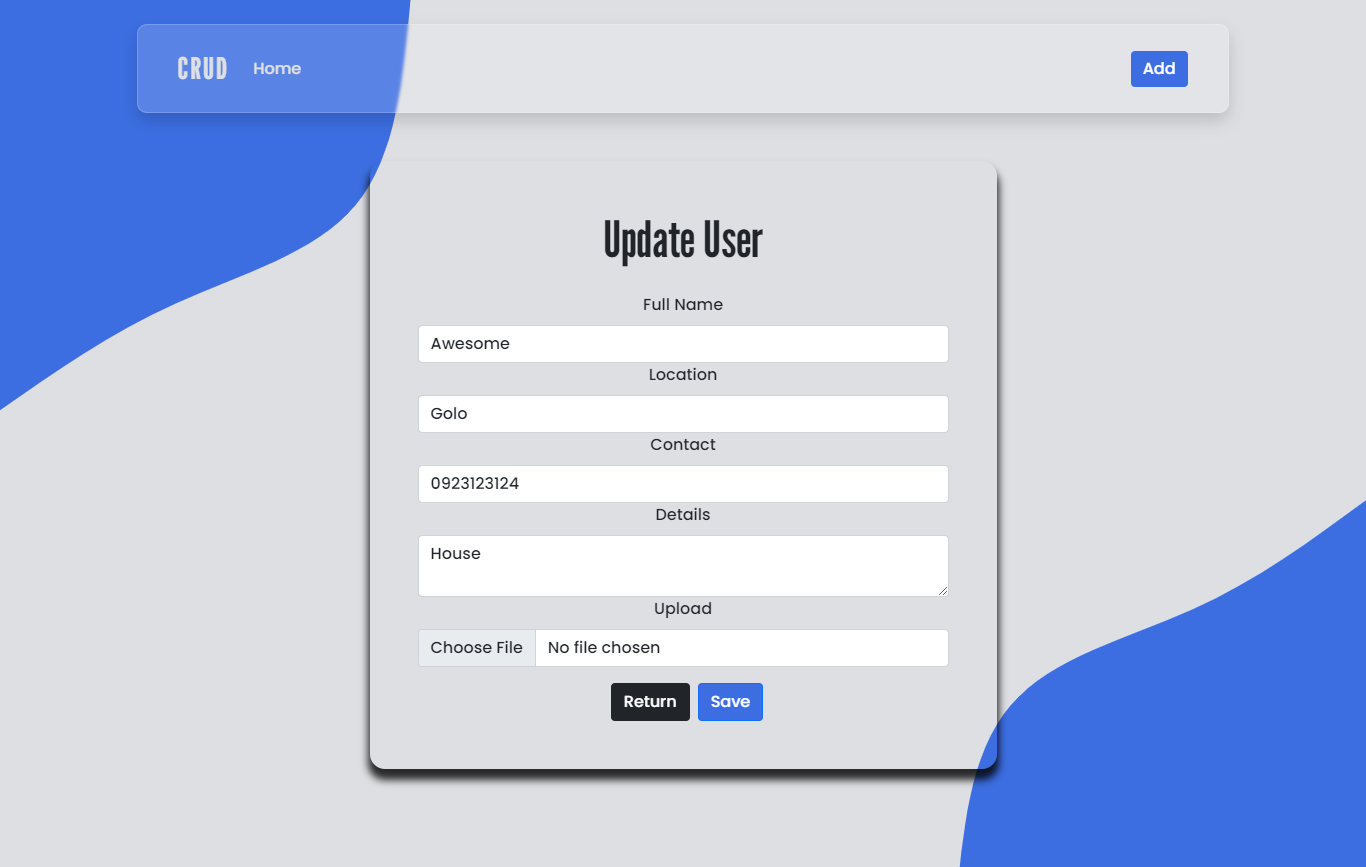 CRUD Home Add
Update User
Full Name
Awesome
Location
Golo
Contact
0923123124
Details
House
Upload
Choose File No file chosen
Return Save